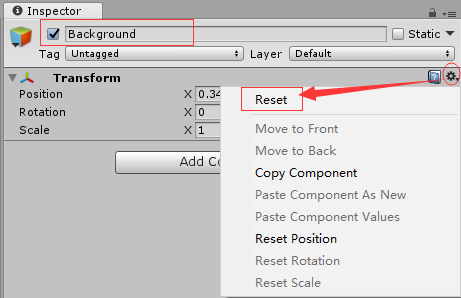 Inspector
Background
Static
Tag Untagged Layer Default
Transform
Position X 0.34
Rotation X 0
Scale X 1
Add Co
Reset
Move to Front
Move to Back
Copy Component
Paste Component As New
Paste Component Values
Reset Position
Reset Rotation
Reset Scale